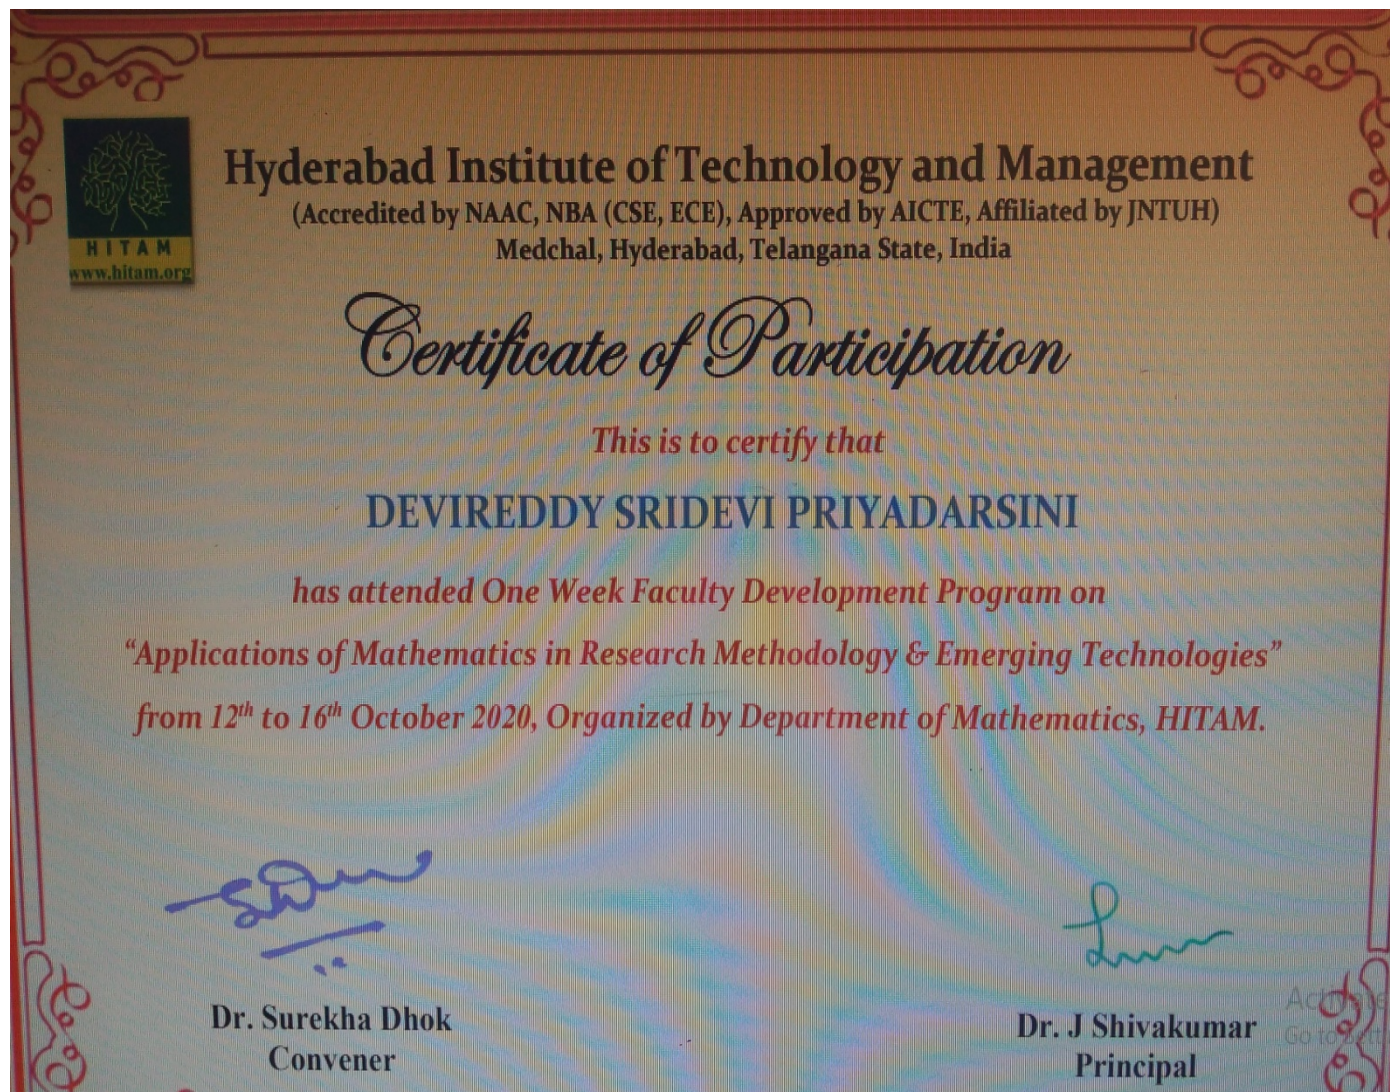 Hyderabad Institute of Technology and Management
(Accredited by NAAC, NBA (CSE, ECE), Approved by AICTE, Affiliated by JNTUH)
Medchal, Hyderabad, Telangana State, India
HITAM
www.hitam.org
Certificate of Participation
This is to certify that
DEVIREDDY SRIDEVI PRIYADARSINI
has attended One Week Faculty Development Program on
“Applications of Mathematics in Research Methodology & Emerging Technologies”
from 12th to 16th October 2020, Organized by Department of Mathematics, HITAM.
Dr. Surekha Dhok
Convener
Dr. J Shivakumar
Principal
Activate
Go to